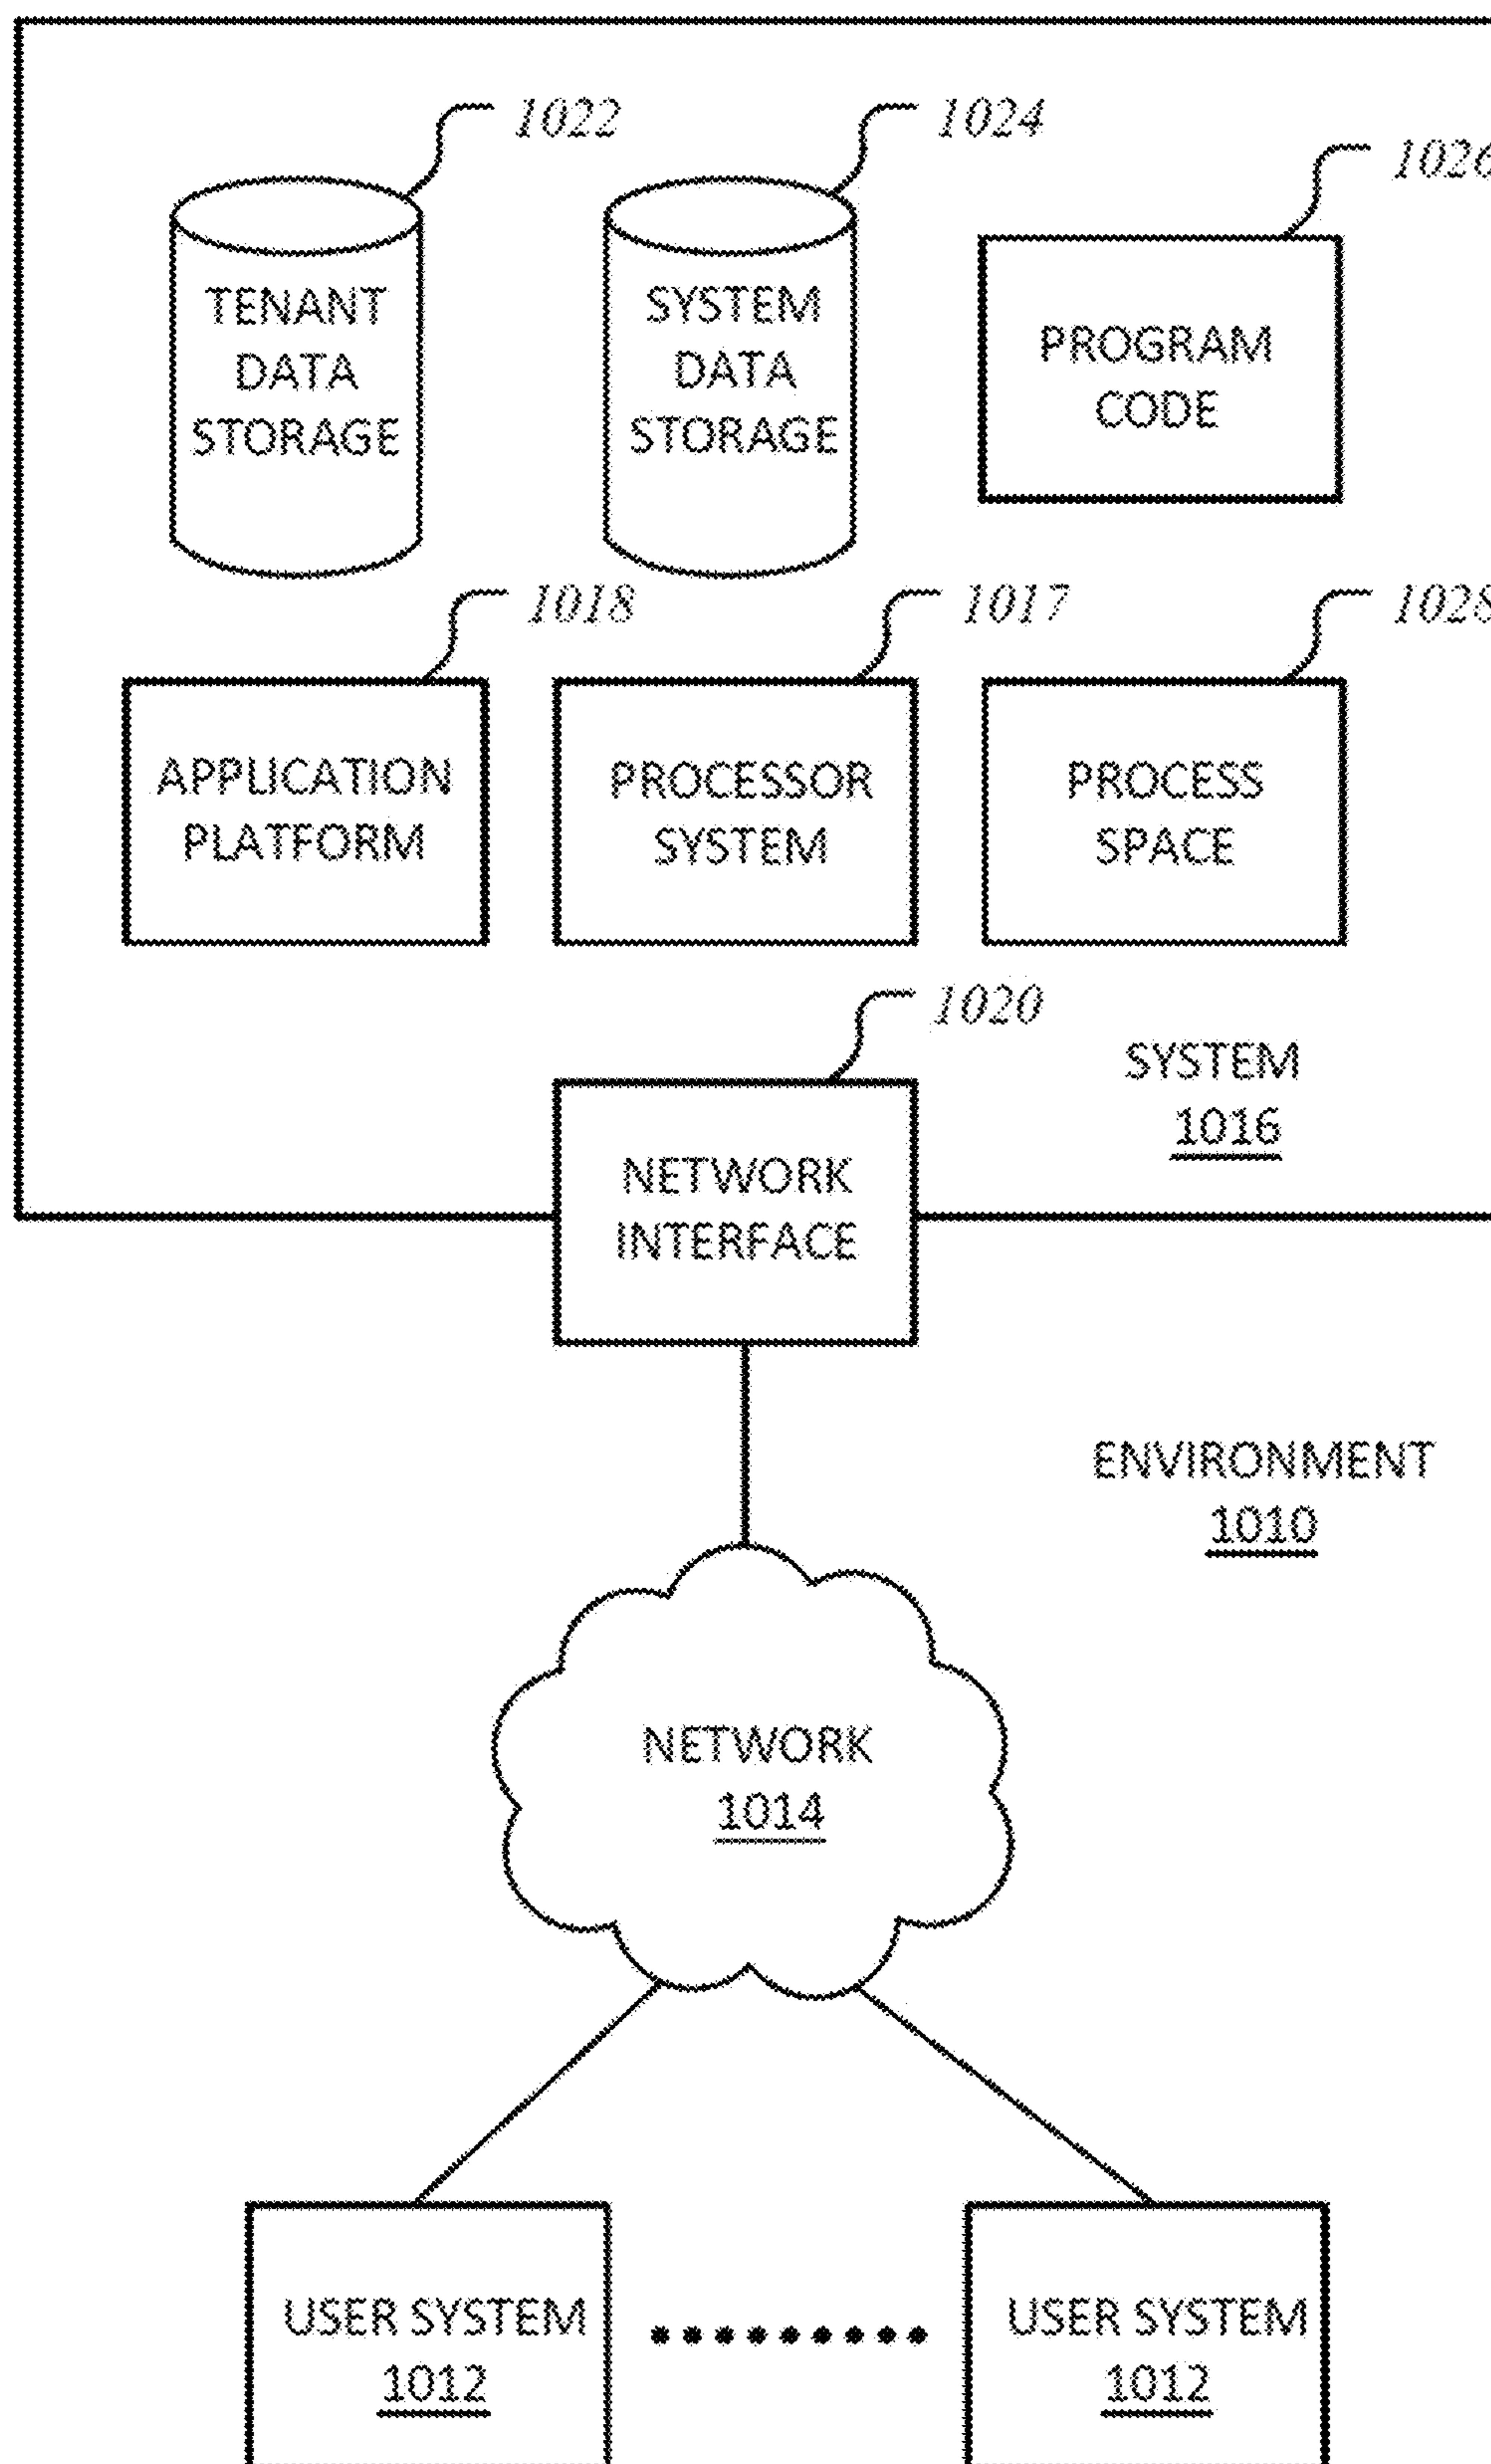 1022
1024
1026
TENANT
DATA
STORAGE
SYSTEM
DATA
STORAGE
PROGRAM
CODE
1018
1017
1028
APPLICATION
PLATFORM
PROCESSOR
SYSTEM
PROCESS
SPACE
1020
SYSTEM
1016
NETWORK
INTERFACE
ENVIRONMENT
1010
NETWORK
1014
USER SYSTEM
1012
USER SYSTEM
1012